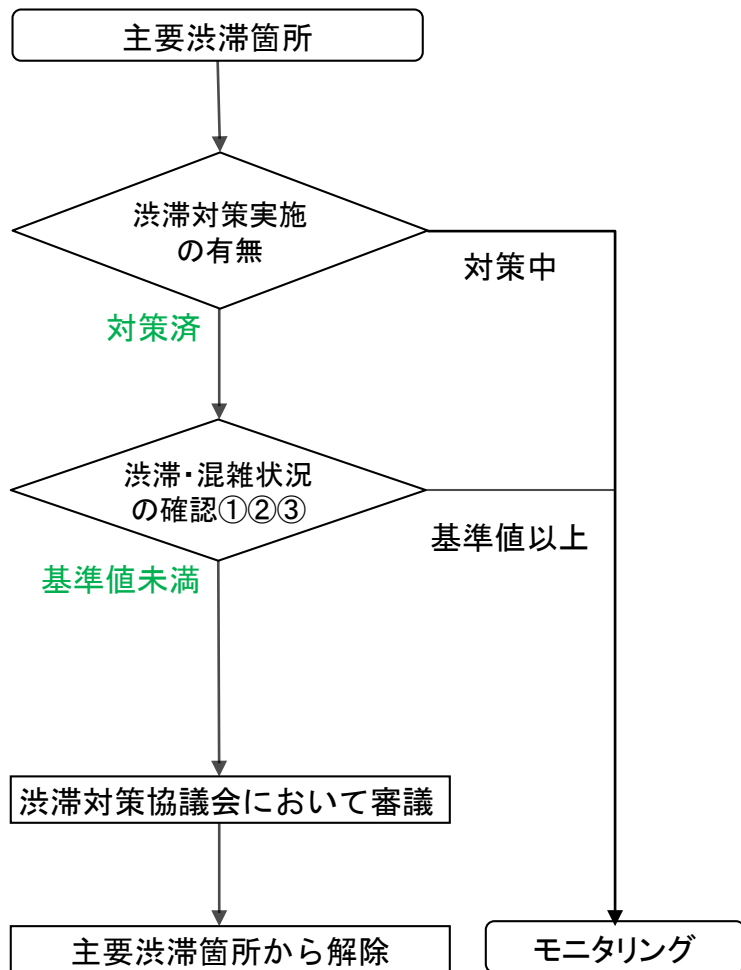 主要渋滞箇所
渋滞対策実施
の有無
対策中
対策済
渋滞・混雑状況
の確認①②③
基準値以上
基準値未満
渋滞対策協議会において審議
主要渋滞箇所から解除
モニタリング